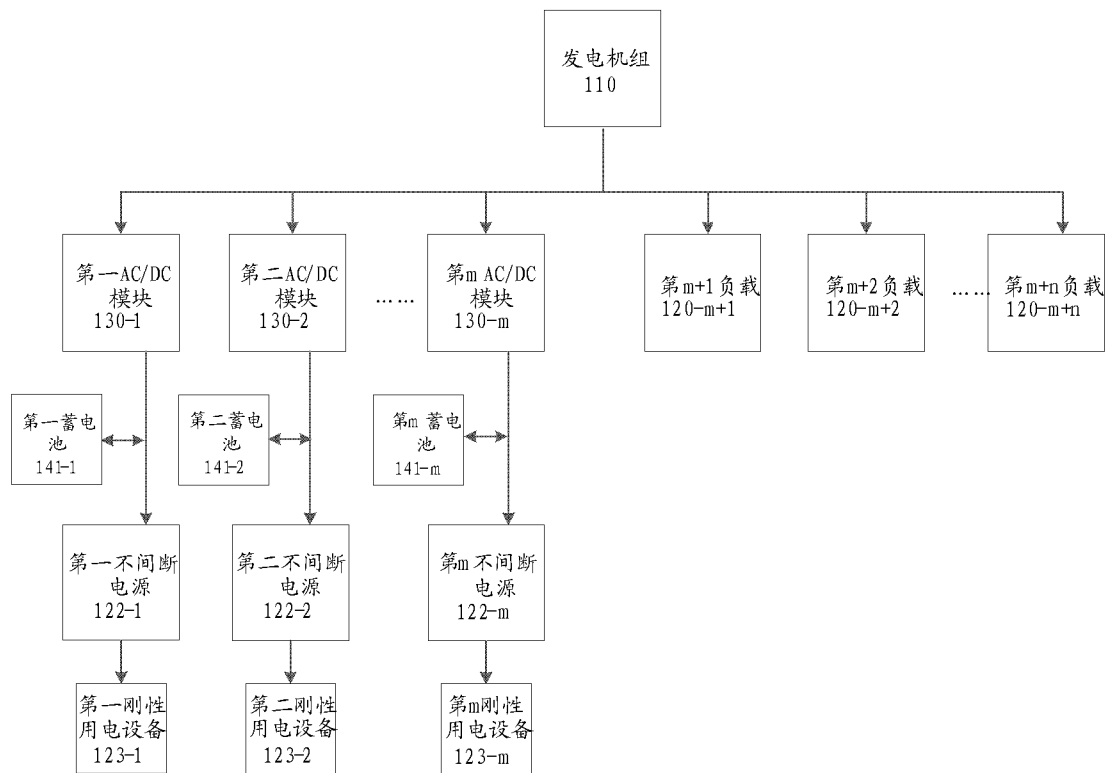 发电机组
110
第一AC/DC
模块
130-1
第二AC/DC
模块
130-2
……
第m AC/DC
模块
130-m
第m+1负载
120-m+1
第m+2负载
120-m+2
……
第m+n负载
120-m+n
第一蓄电
池
141-1
第二蓄电
池
141-2
第m 蓄电
池
141-m
第一不间断
电源
122-1
第二不间断
电源
122-2
第m不间断
电源
122-m
第一刚性
用电设备
123-1
第二刚性
用电设备
123-2
第m刚性
用电设备
123-m